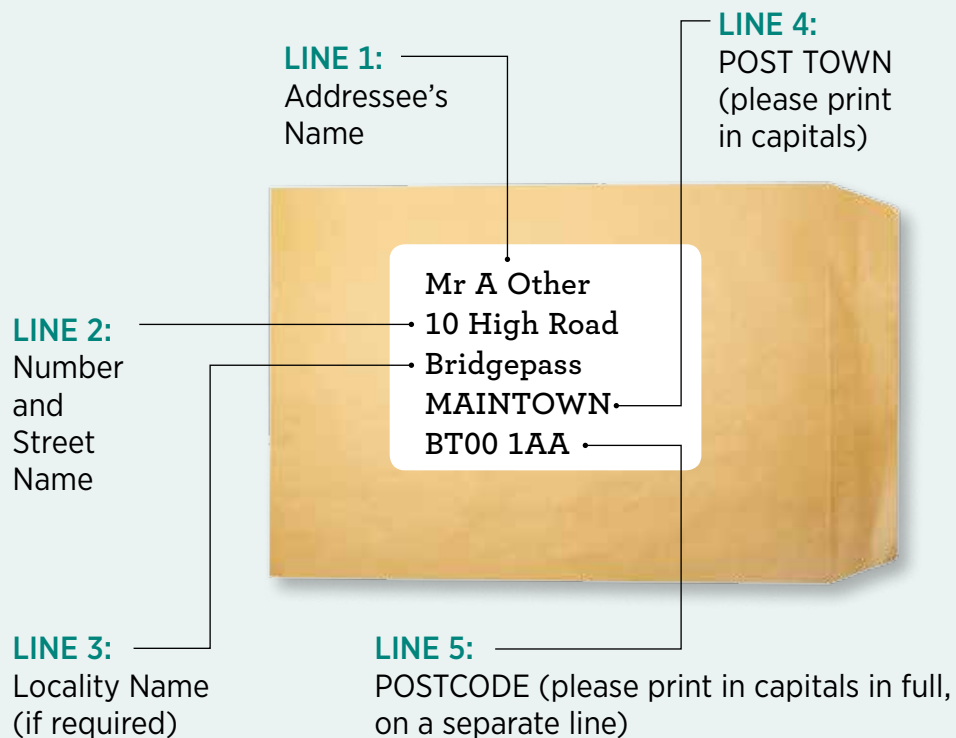 LINE 1:
Addressee's
Name
LINE 4:
POST TOWN
(please print
in capitals)
Mr A Other
10 High Road
Bridgepass
MAINTOWN
BT00 1AA
LINE 2:
Number
and
Street
Name
LINE 3:
Locality Name
(if required)
LINE 5:
POSTCODE (please print in capitals in full,
on a separate line)